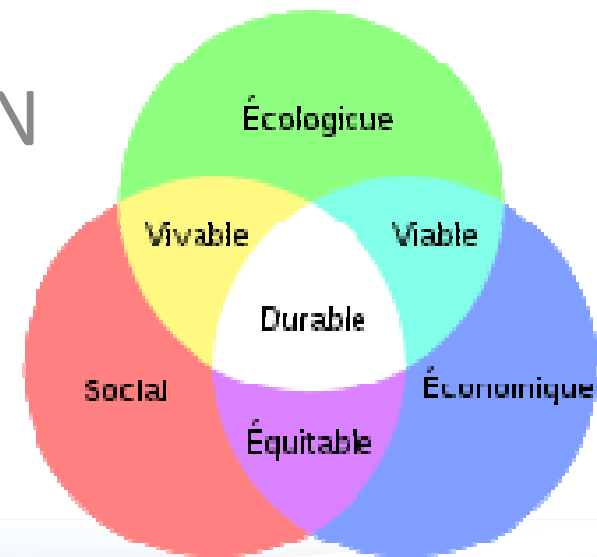 N
Écologique
Vivable
Viable
Durable
Social
Économique
Équitable